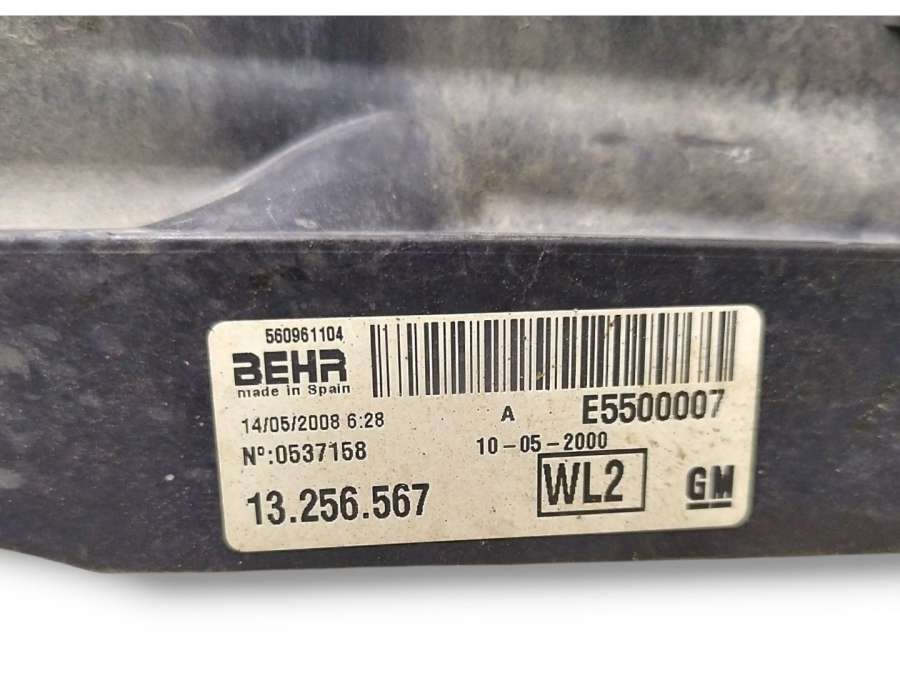 560961104
BEHR
made in Spain
14/05/2008 6:28
A
E5500007
Nº:0537158
10-05-2000
13.256.567
WL2
GM